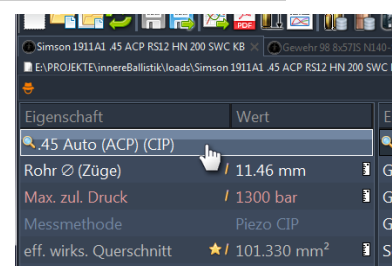 PDF
Simson 1911A1 .45 ACP RS12 HN 200 SWC KB × Gewehr 98 8x57IS N140-
E:\PROJEKTE\innereBallistik\loads\Simson 1911A1 .45 ACP RS12 HN 200 SWC
Eigenschaft Wert E
.45 Auto (ACP) (CIP)
Rohr ∅ (Züge) 11.46 mm G
Max. zul. Druck 1300 bar G
Messmethode Piezo CIP G
eff. wirks. Querschnitt 101.330 mm² S